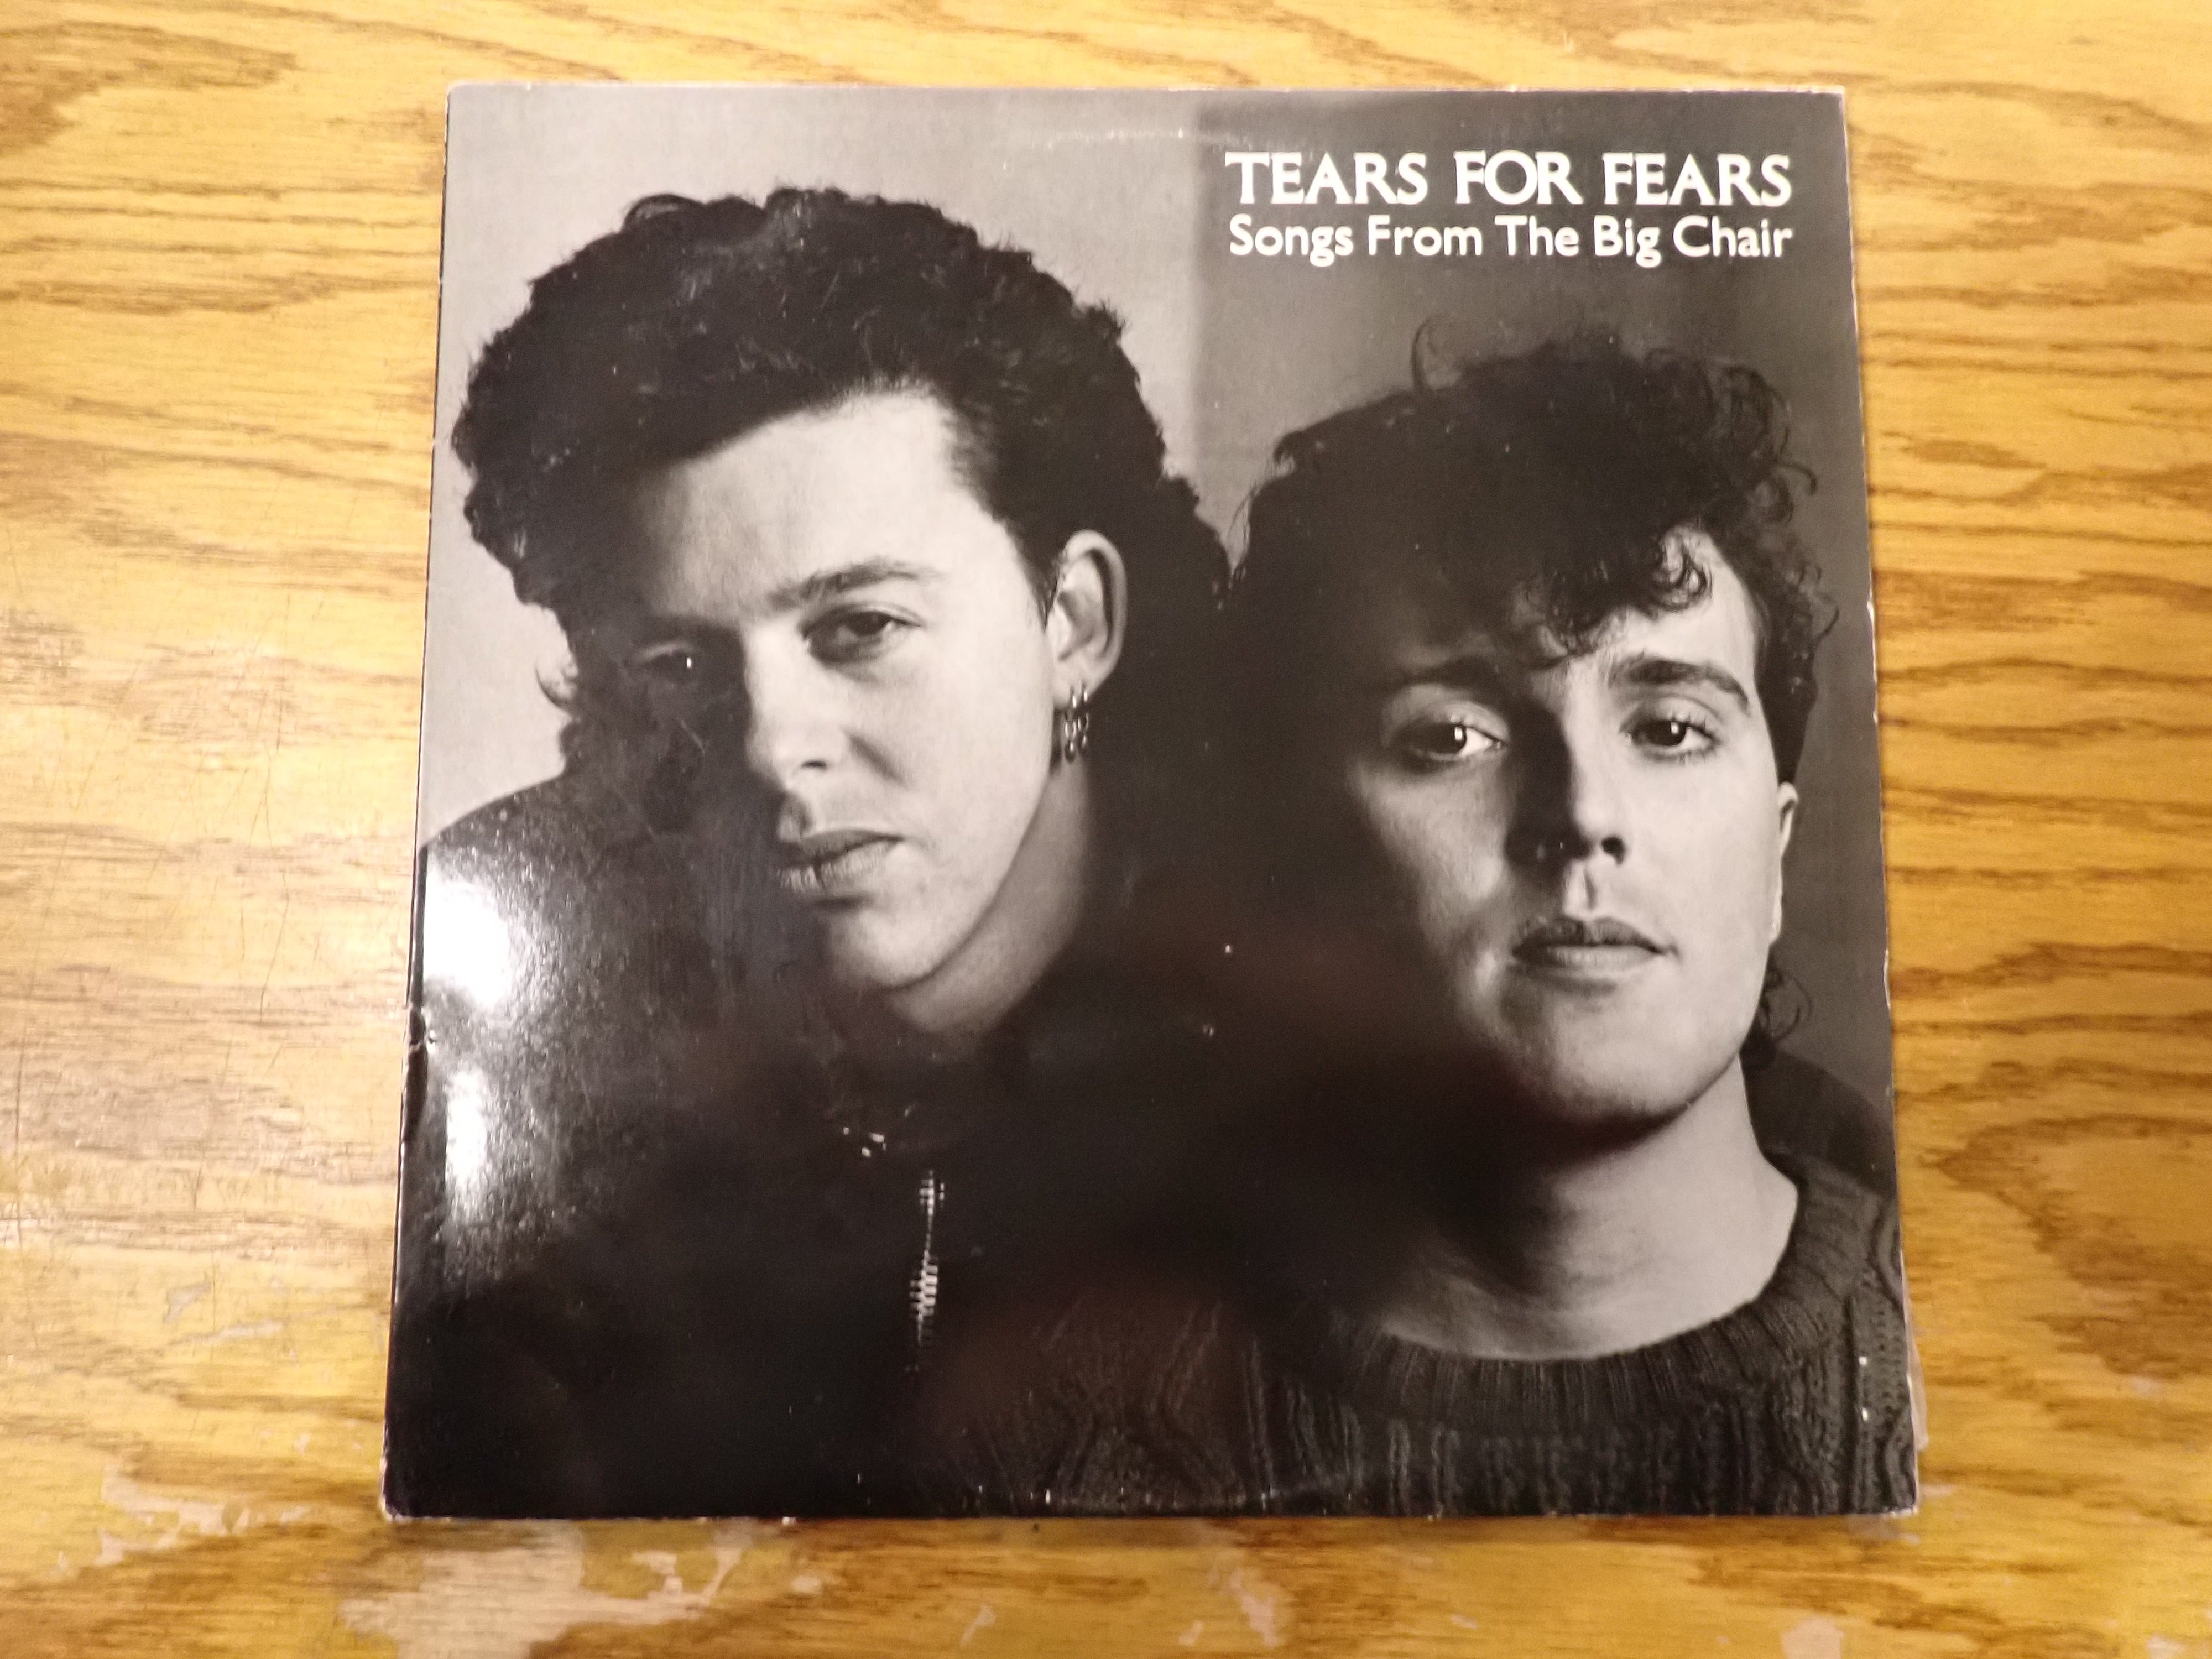 TEARS FOR FEARS
Songs From The Big Chair